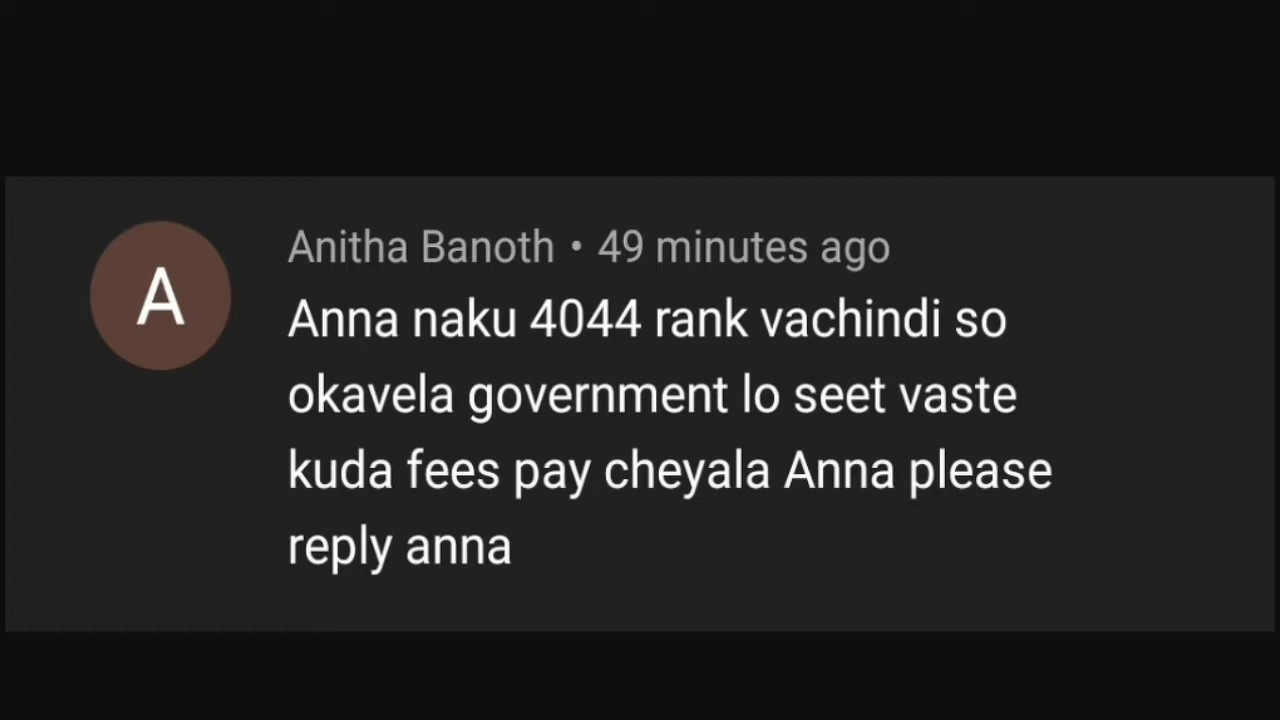 A
Anitha Banoth • 49 minutes ago
Anna naku 4044 rank vachindi so
okavela government lo seet vaste
kuda fees pay cheyala Anna please
reply anna